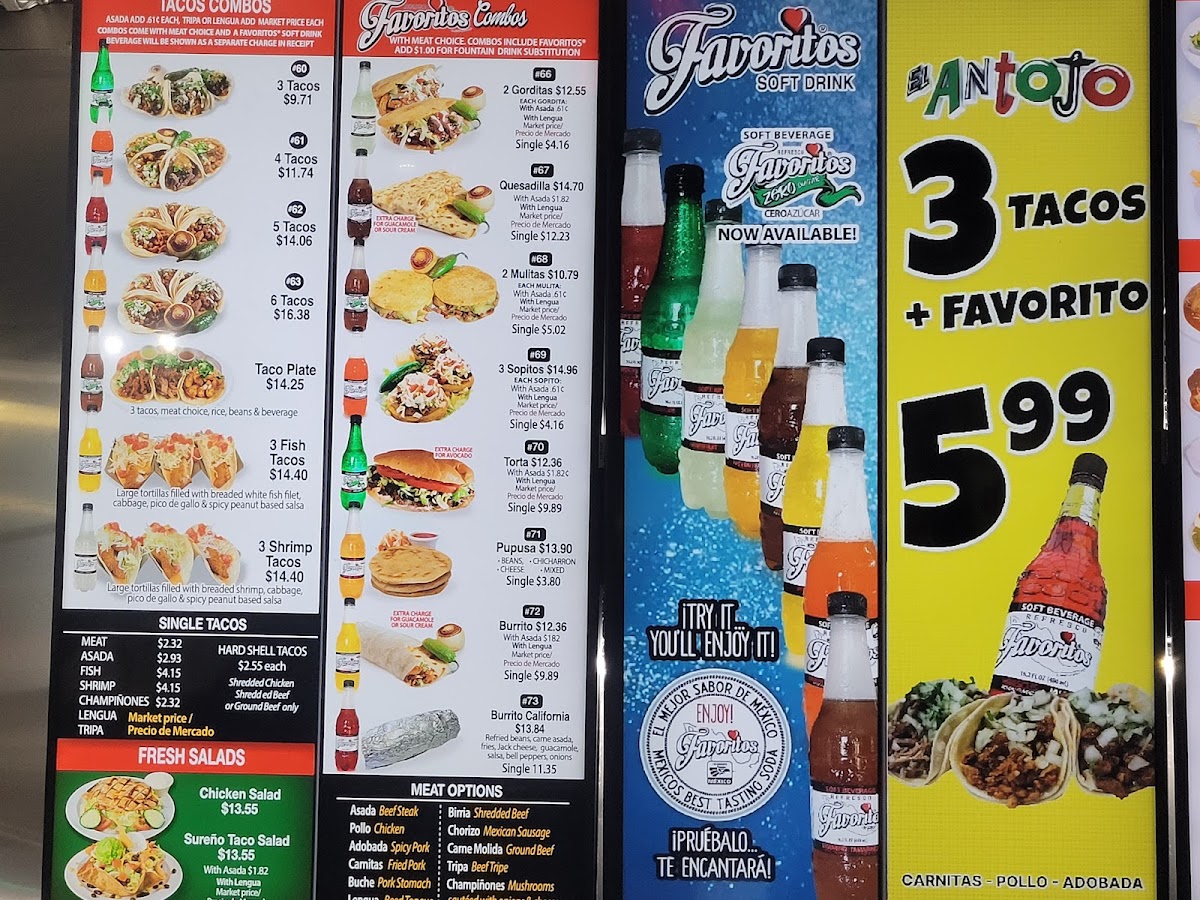 TACOS COMBOS
ASADA ADD .61¢ EACH, TRIPA OR LENGUA ADD MARKET PRICE EACH
COMBOS COME WITH MEAT CHOICE AND A FAVORITOS® SOFT DRINK
BEVERAGE WILL BE SHOWN AS A SEPARATE CHARGE IN RECEIPT
#60
3 Tacos
$9.71
#61
4 Tacos
$11.74
#62
5 Tacos
$14.06
#63
6 Tacos
$16.38
Taco Plate
$14.25
3 tacos, meat choice, rice, beans & beverage
3 Fish
Tacos
$14.40
Large tortillas filled with breaded white fish filet,
cabbage, pico de gallo & spicy peanut based salsa
3 Shrimp
Tacos
$14.40
Large tortillas filled with breaded shrimp, cabbage,
pico de gallo & spicy peanut based salsa
SINGLE TACOS
MEAT $2.32
ASADA $2.93
FISH $4.15
SHRIMP $4.15
CHAMPIÑONES $2.32
LENGUA Market price /
TRIPA Precio de Mercado
HARD SHELL TACOS
$2.55 each
Shredded Chicken
Shredded Beef
or Ground Beef only
FRESH SALADS
Chicken Salad
$13.55
Sureño Taco Salad
$13.55
With Asada $1.82
With Lengua
Market price/
Favoritos Combos
WITH MEAT CHOICE. COMBOS INCLUDE FAVORITOS®
ADD $1.00 FOR FOUNTAIN DRINK SUBSTITUTION
#66
2 Gorditas $12.55
EACH GORDITA:
With Asada .61¢
With Lengua
Market price/
Precio de Mercado
Single $4.16
#67
Quesadilla $14.70
With Asada $1.82
With Lengua
Market price/
Precio de Mercado
Single $12.23
EXTRA CHARGE
FOR GUACAMOLE
OR SOUR CREAM
#68
2 Mulitas $10.79
EACH MULITA:
With Asada .61¢
With Lengua
Market price/
Precio de Mercado
Single $5.02
#69
3 Sopitos $14.96
EACH SOPITO:
With Asada .61¢
With Lengua
Market price/
Precio de Mercado
Single $4.16
EXTRA CHARGE
FOR AVOCADO
#70
Torta $12.36
With Asada $1.82¢
With Lengua
Market price/
Precio de Mercado
Single $9.89
#71
Pupusa $13.90
• BEANS, • CHICHARRON
• CHEESE • MIXED
Single $3.80
EXTRA CHARGE
FOR GUACAMOLE
OR SOUR CREAM
#72
Burrito $12.36
With Asada $182
With Lengua
Market price/
Precio de Mercado
Single $9.89
#73
Burrito California
$13.84
Refried beans, carne asada,
fries, Jack cheese, guacamole,
salsa, bell peppers, onions
Single 11.35
MEAT OPTIONS
Asada Beef Steak
Pollo Chicken
Adobada Spicy Pork
Carnitas Fried Pork
Buche Pork Stomach
Lengua Beef Tongue
Birria Shredded Beef
Chorizo Mexican Sausage
Carne Molida Ground Beef
Tripa Beef Tripe
Champiñones Mushrooms
Favoritos
SOFT DRINK
SOFT BEVERAGE
REFRESCO
Favoritos
ZERO
CERO AZÚCAR
NOW AVAILABLE!
¡TRY IT...
YOU'LL ENJOY IT!
EL MEJOR SABOR DE MÉXICO
ENJOY!
Favoritos
MÉXICO
MEXICOS BEST TASTING SODA
¡PRUÉBALO...
TE ENCANTARÁ!
SOFT BEVERAGE
REFRESCO
Favoritos
EL ANTOJO
3 TACOS
+ FAVORITO
5 99
SOFT BEVERAGE
REFRESCO
Favoritos
CARNITAS - POLLO - ADOBADA